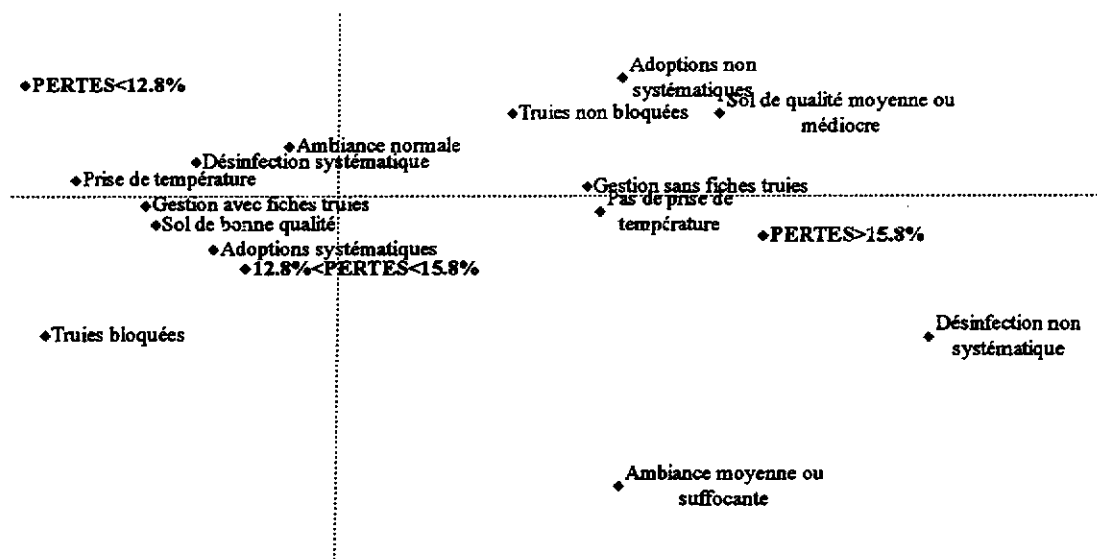 Adoptions non
systématiques
PERTES<12.8%
Truies non bloquées
Sol de qualité moyenne ou
médiocre
Ambiance normale
Désinfection systématique
Prise de température
Gestion sans fiches truies
Gestion avec fiches truies
Pas de prise de
température
Sol de bonne qualité
PERTES>15.8%
Adoptions systématiques
12.8%<PERTES<15.8%
Truies bloquées
Désinfection non
systématique
Ambiance moyenne ou
suffocante